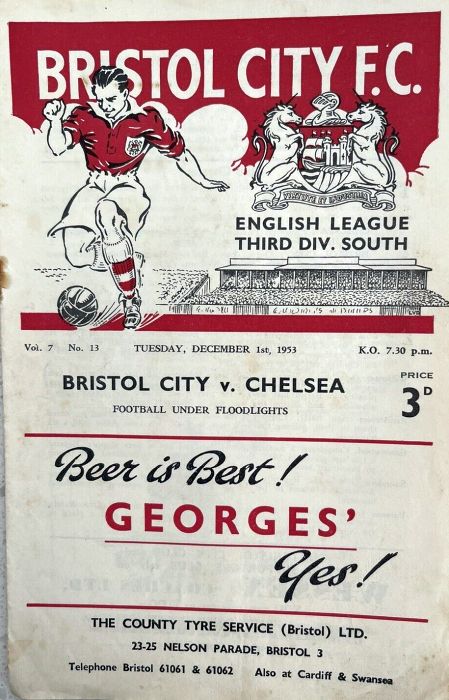 BRISTOL CITY F.C.
ENGLISH LEAGUE
THIRD DIV. SOUTH
Vol. 7 No. 13 TUESDAY, DECEMBER 1st, 1953 K.O. 7.30 p.m.
BRISTOL CITY v. CHELSEA
FOOTBALL UNDER FLOODLIGHTS
PRICE
3D
Beer is Best!
GEORGES'
Yes!
THE COUNTY TYRE SERVICE (Bristol) LTD.
23-25 NELSON PARADE, BRISTOL 3
Telephone Bristol 61061 & 61062 Also at Cardiff & Swansea